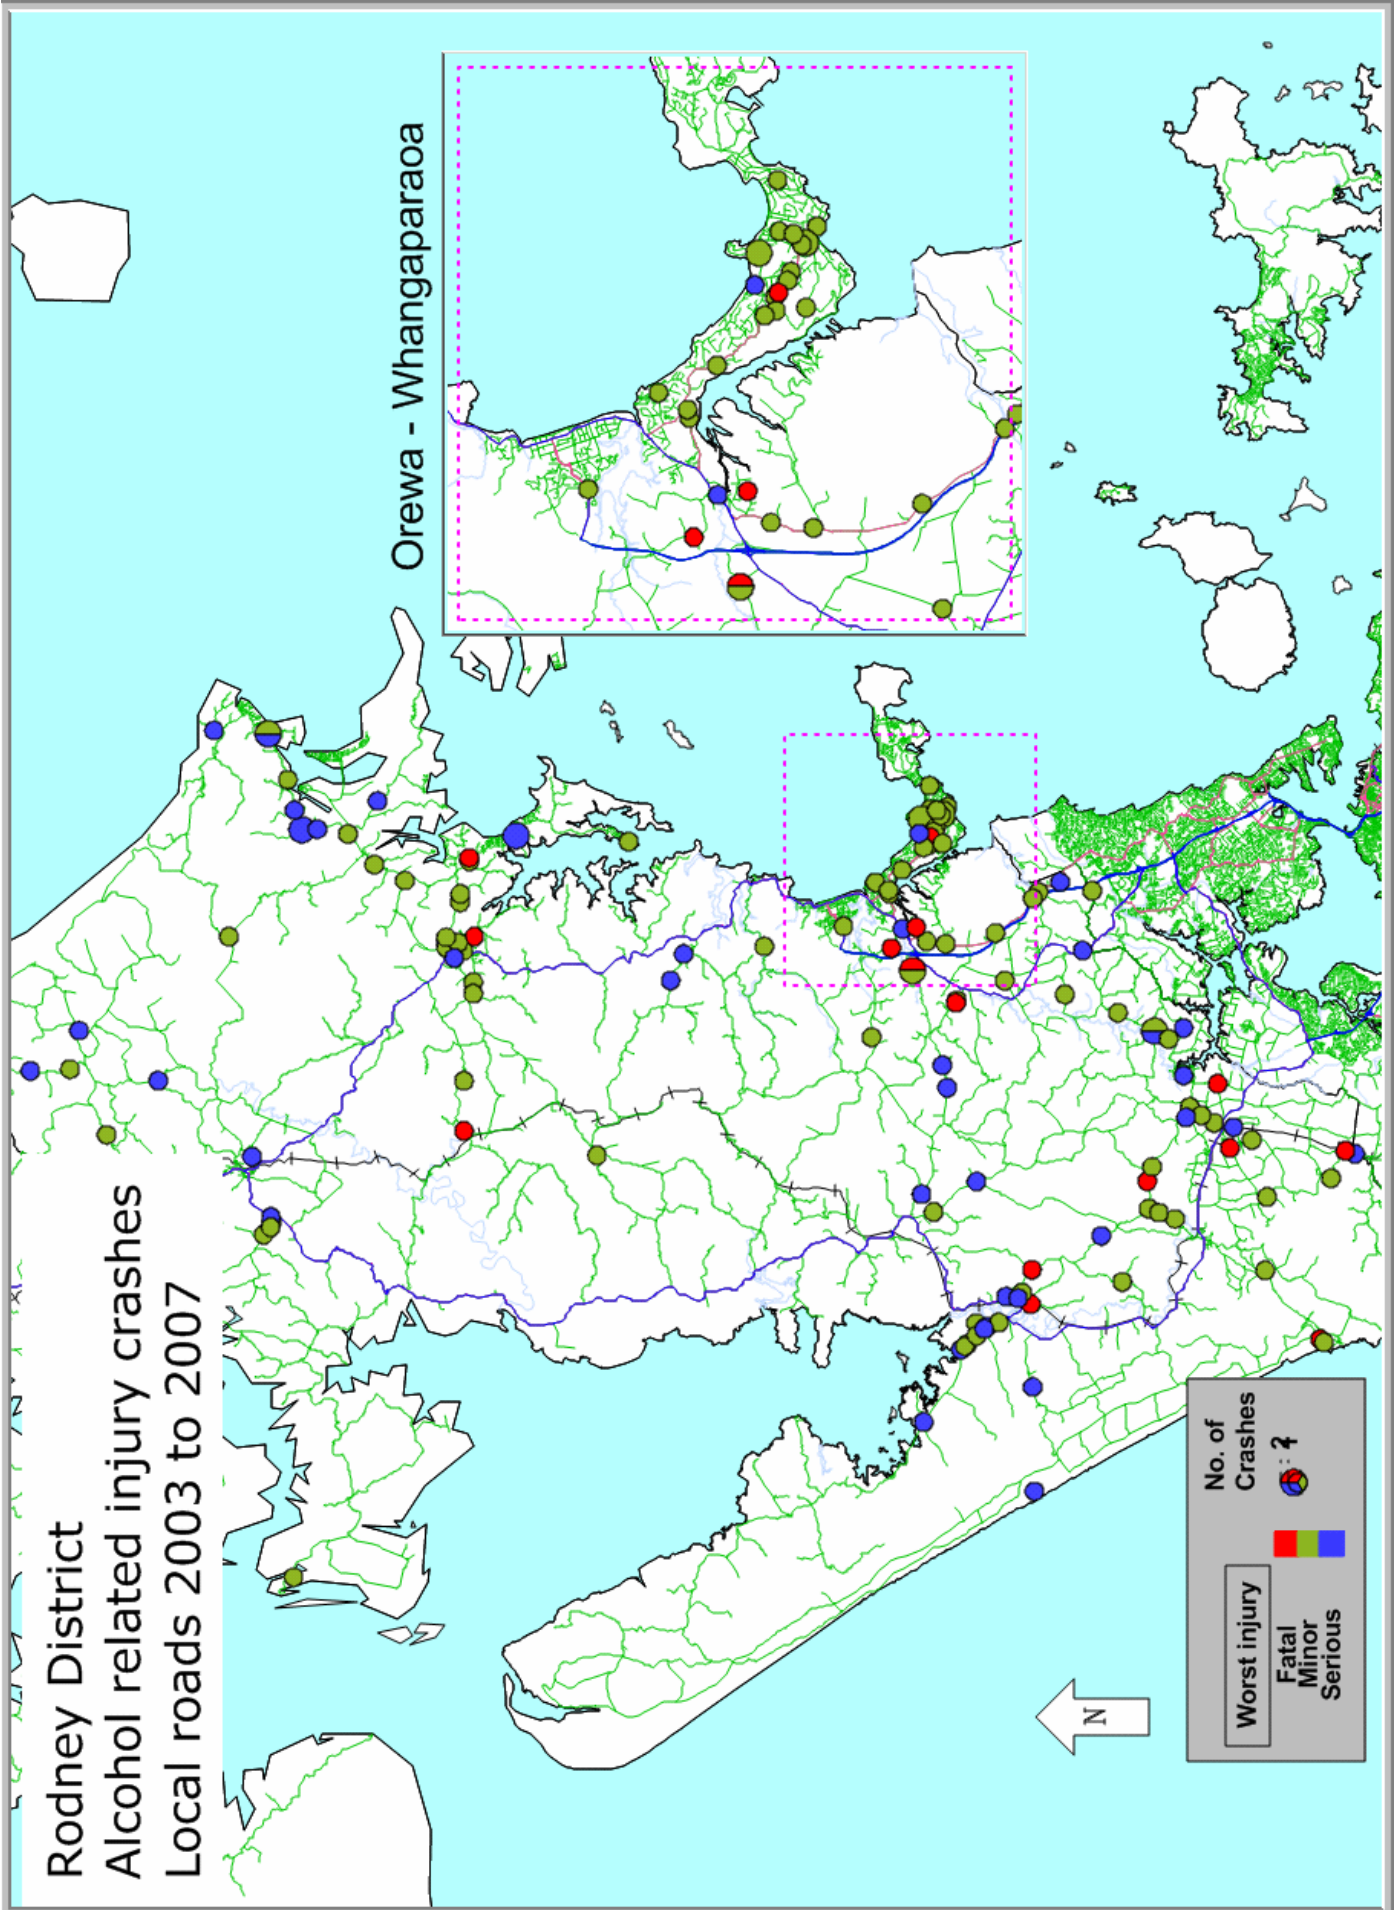 Rodney District
Alcohol related injury crashes
Local roads 2003 to 2007
Orewa - Whangaparaoa
N
Worst injury
Fatal
Minor
Serious
No. of
Crashes